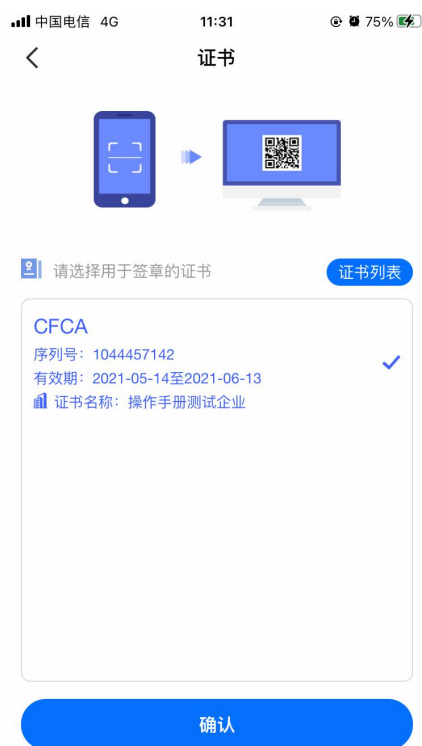 中国电信 4G 11:31 75%
证书
请选择用于签章的证书 证书列表
CFCA
序列号：1044457142
有效期：2021-05-14至2021-06-13
证书名称：操作手册测试企业
确认